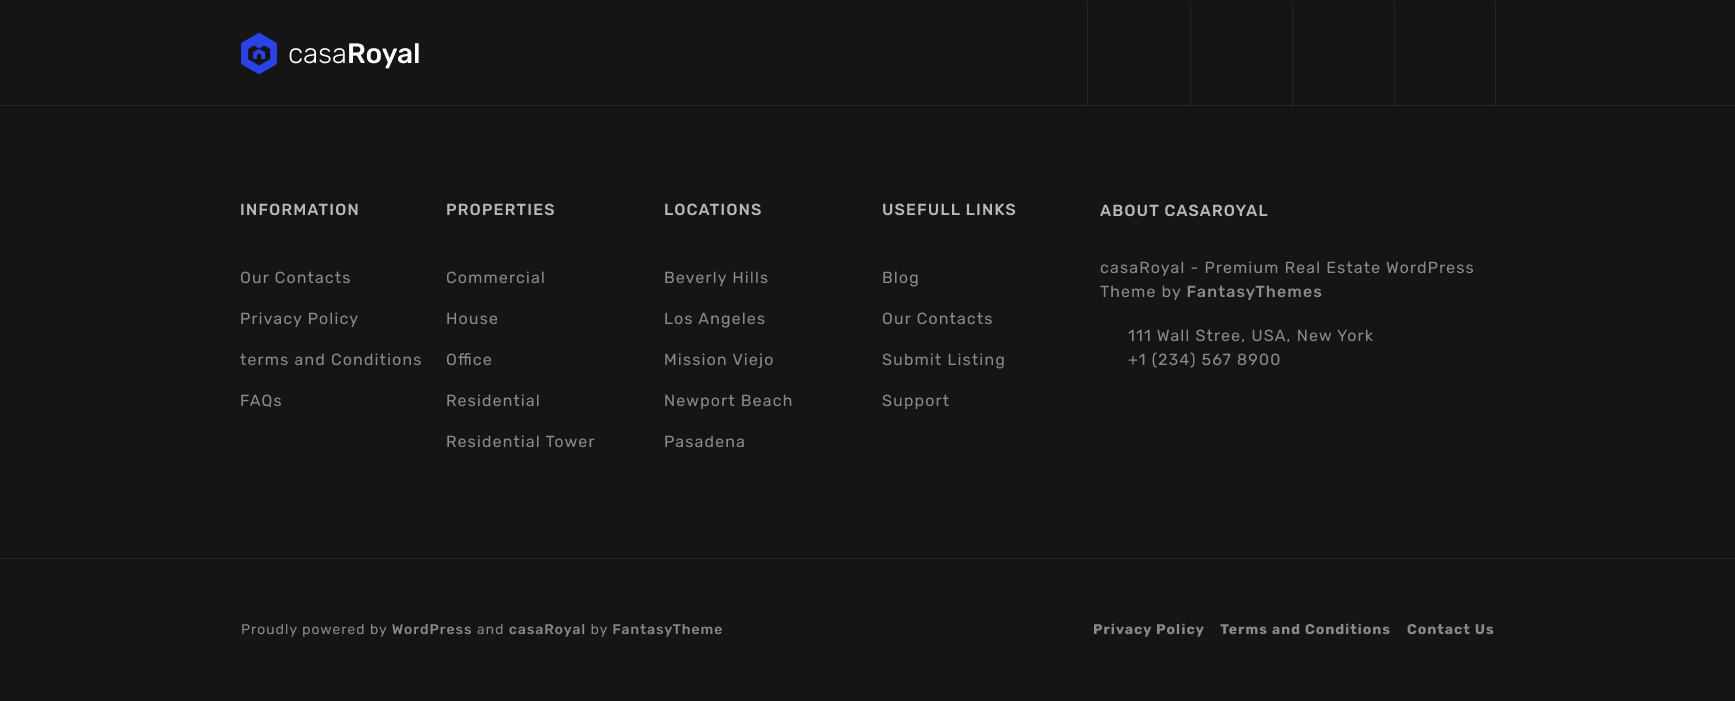 casaRoyal
INFORMATION
Our Contacts
Privacy Policy
terms and Conditions
FAQs
PROPERTIES
Commercial
House
Office
Residential
Residential Tower
LOCATIONS
Beverly Hills
Los Angeles
Mission Viejo
Newport Beach
Pasadena
USEFULL LINKS
Blog
Our Contacts
Submit Listing
Support
ABOUT CASAROYAL
casaRoyal - Premium Real Estate WordPress
Theme by FantasyThemes
111 Wall Stree, USA, New York
+1 (234) 567 8900
Proudly powered by WordPress and casaRoyal by FantasyTheme
Privacy Policy Terms and Conditions Contact Us